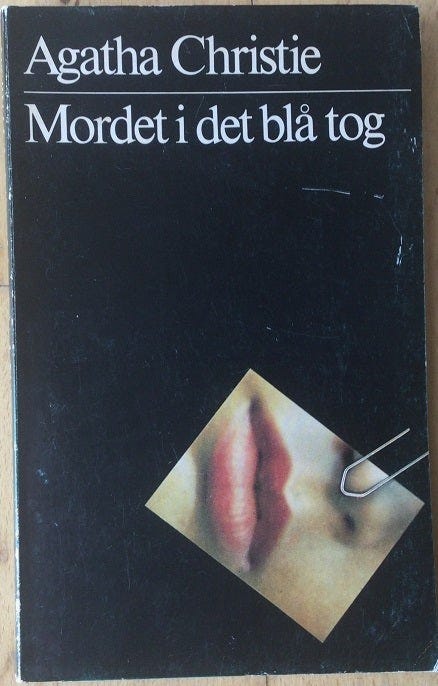 Agatha Christie
Mordet i det blå tog